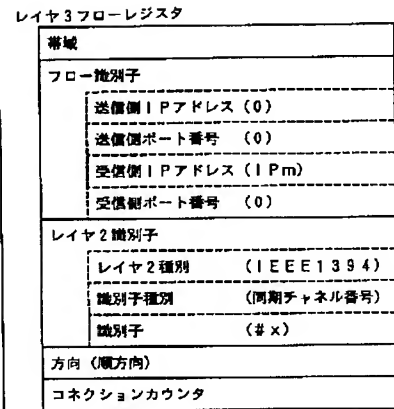 レイヤ3フローレジスタ
帯域
フロー識別子
送信側IPアドレス(0)
送信側ポート番号 (0)
受信側IPアドレス(IPm)
受信側ポート番号 (0)
レイヤ2識別子
レイヤ2種別 (IEEE1394)
識別子種別 (同期チャネル番号)
識別子 (#x)
方向(順方向)
コネクションカウンタ